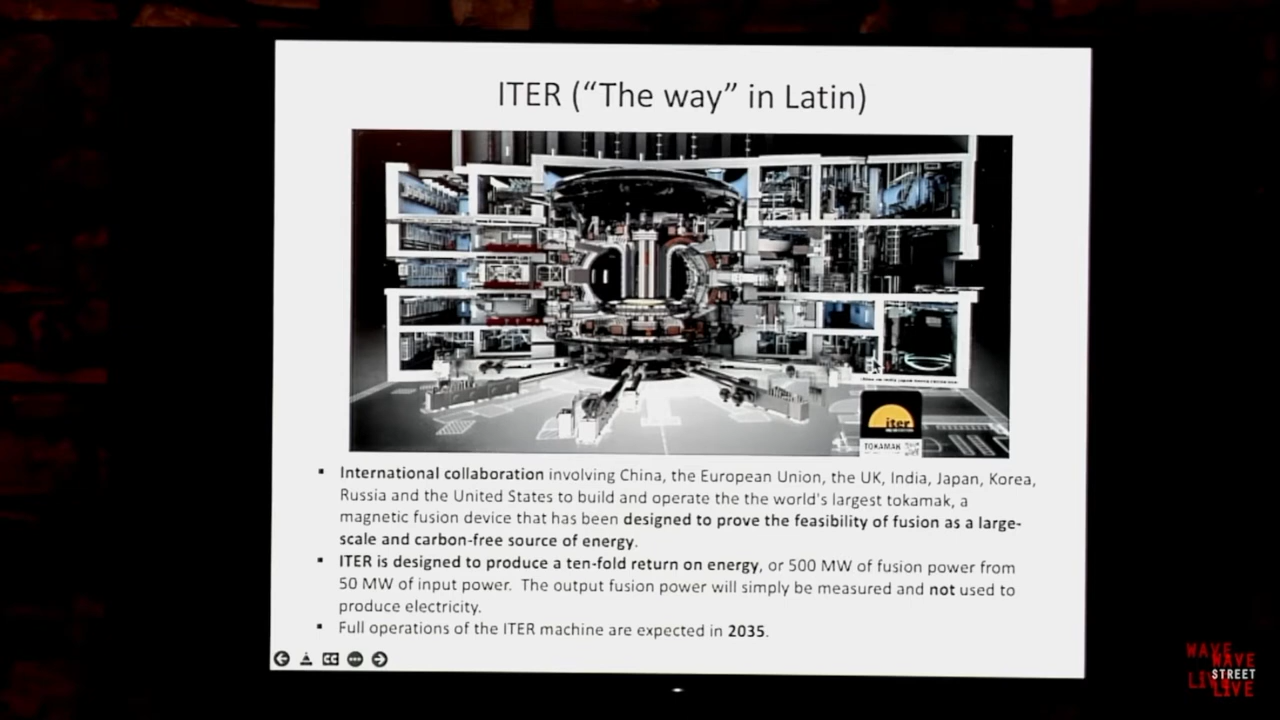 ITER (“The way” in Latin)
iter
TOKAMAK
▪ International collaboration involving China, the European Union, the UK, India, Japan, Korea,
Russia and the United States to build and operate the the world's largest tokamak, a
magnetic fusion device that has been designed to prove the feasibility of fusion as a large-
scale and carbon-free source of energy.
▪ ITER is designed to produce a ten-fold return on energy, or 500 MW of fusion power from
50 MW of input power. The output fusion power will simply be measured and not used to
produce electricity.
▪ Full operations of the ITER machine are expected in 2035.
CC
WAVE
WAVE
STREET
LIVE
LIVE